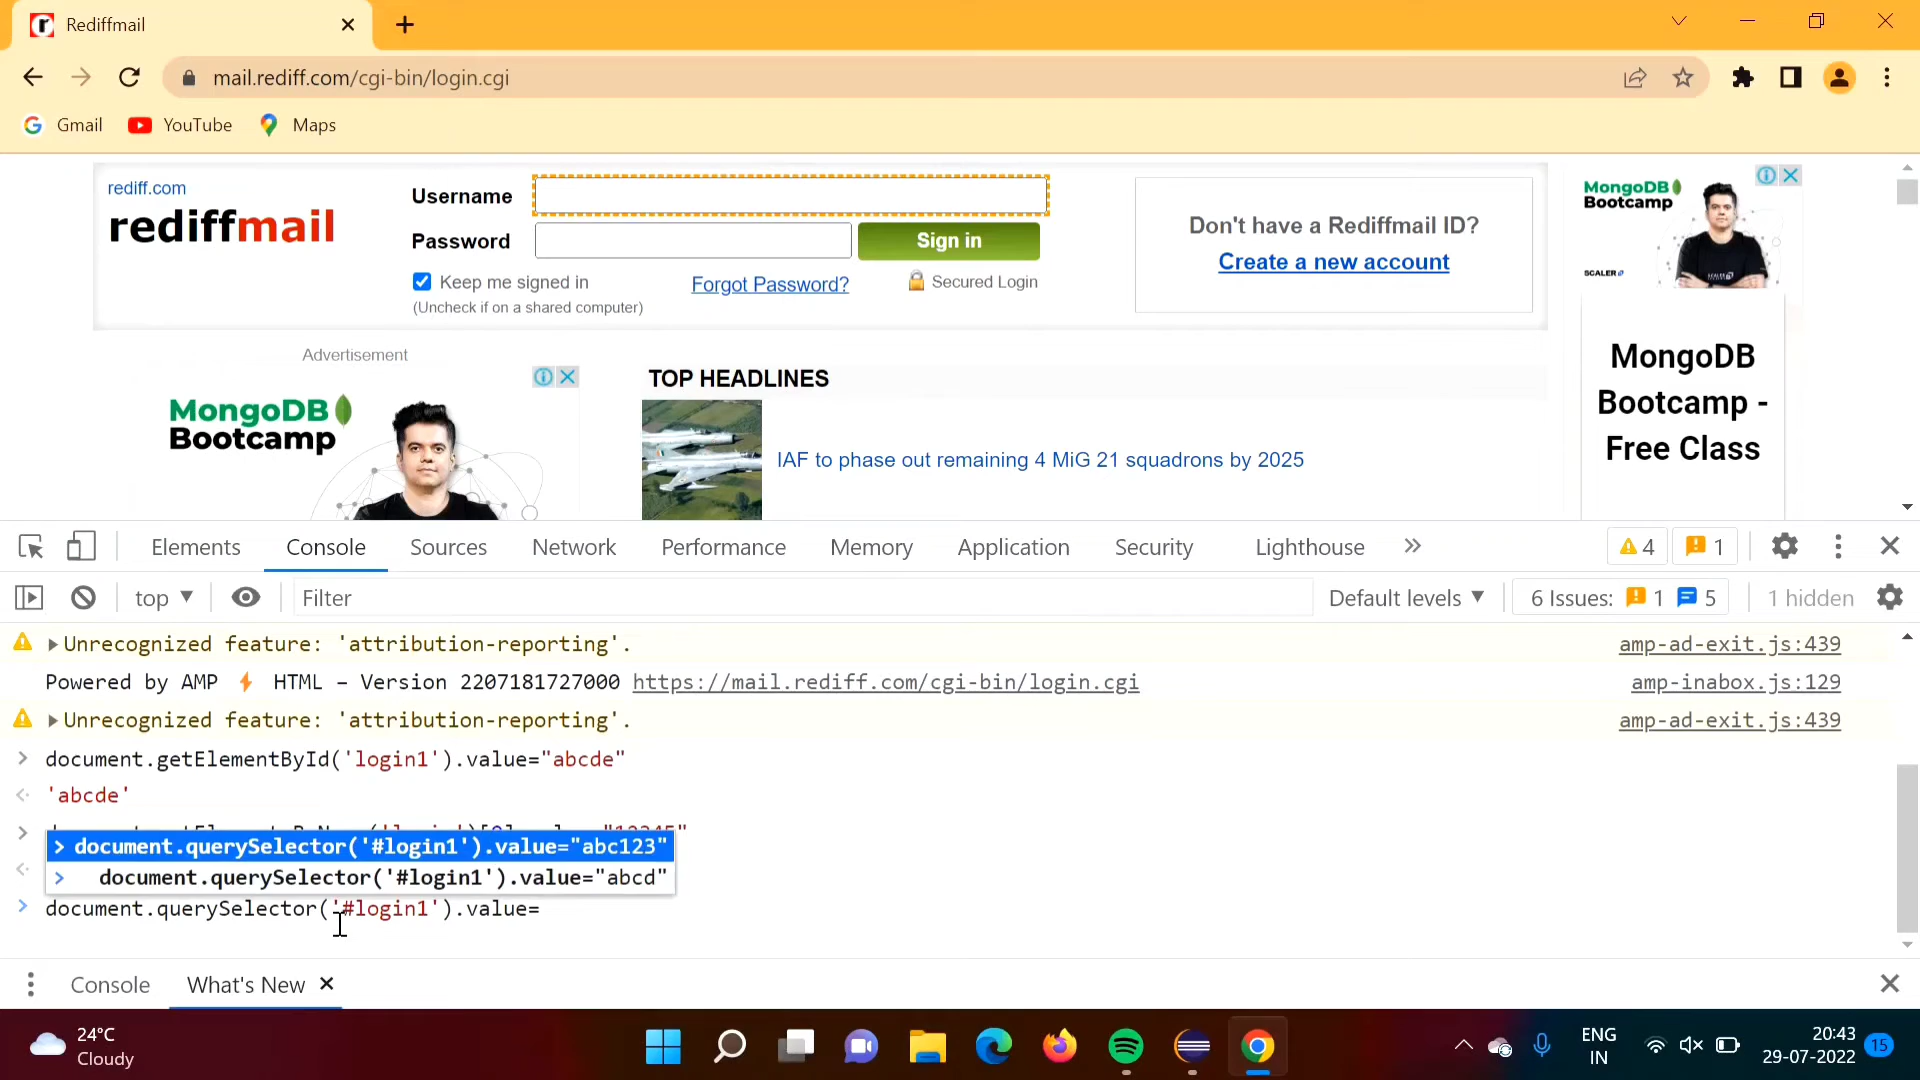 Rediffmail
mail.rediff.com/cgi-bin/login.cgi
Gmail YouTube Maps
rediff.com
rediffmail
Username
Password
Sign in
Keep me signed in
(Uncheck if on a shared computer)
Forgot Password?
Secured Login
Don't have a Rediffmail ID?
Create a new account
MongoDB
Bootcamp
SCALER
MongoDB
Bootcamp -
Free Class
Advertisement
MongoDB
Bootcamp
TOP HEADLINES
IAF to phase out remaining 4 MiG 21 squadrons by 2025
Elements Console Sources Network Performance Memory Application Security Lighthouse 4 1
top Filter Default levels 6 Issues: 1 5 1 hidden
Unrecognized feature: 'attribution-reporting'. amp-ad-exit.js:439
Powered by AMP ⚡ HTML – Version 2207181727000 https://mail.rediff.com/cgi-bin/login.cgi amp-inabox.js:129
Unrecognized feature: 'attribution-reporting'. amp-ad-exit.js:439
> document.getElementById('login1').value="abcde"
'abcde'
> document.querySelector('#login1').value="abc123"
> document.querySelector('#login1').value="abcd"
> document.querySelector('#login1').value=
Console What's New
24°C
Cloudy
ENG
IN
20:43
29-07-2022
15